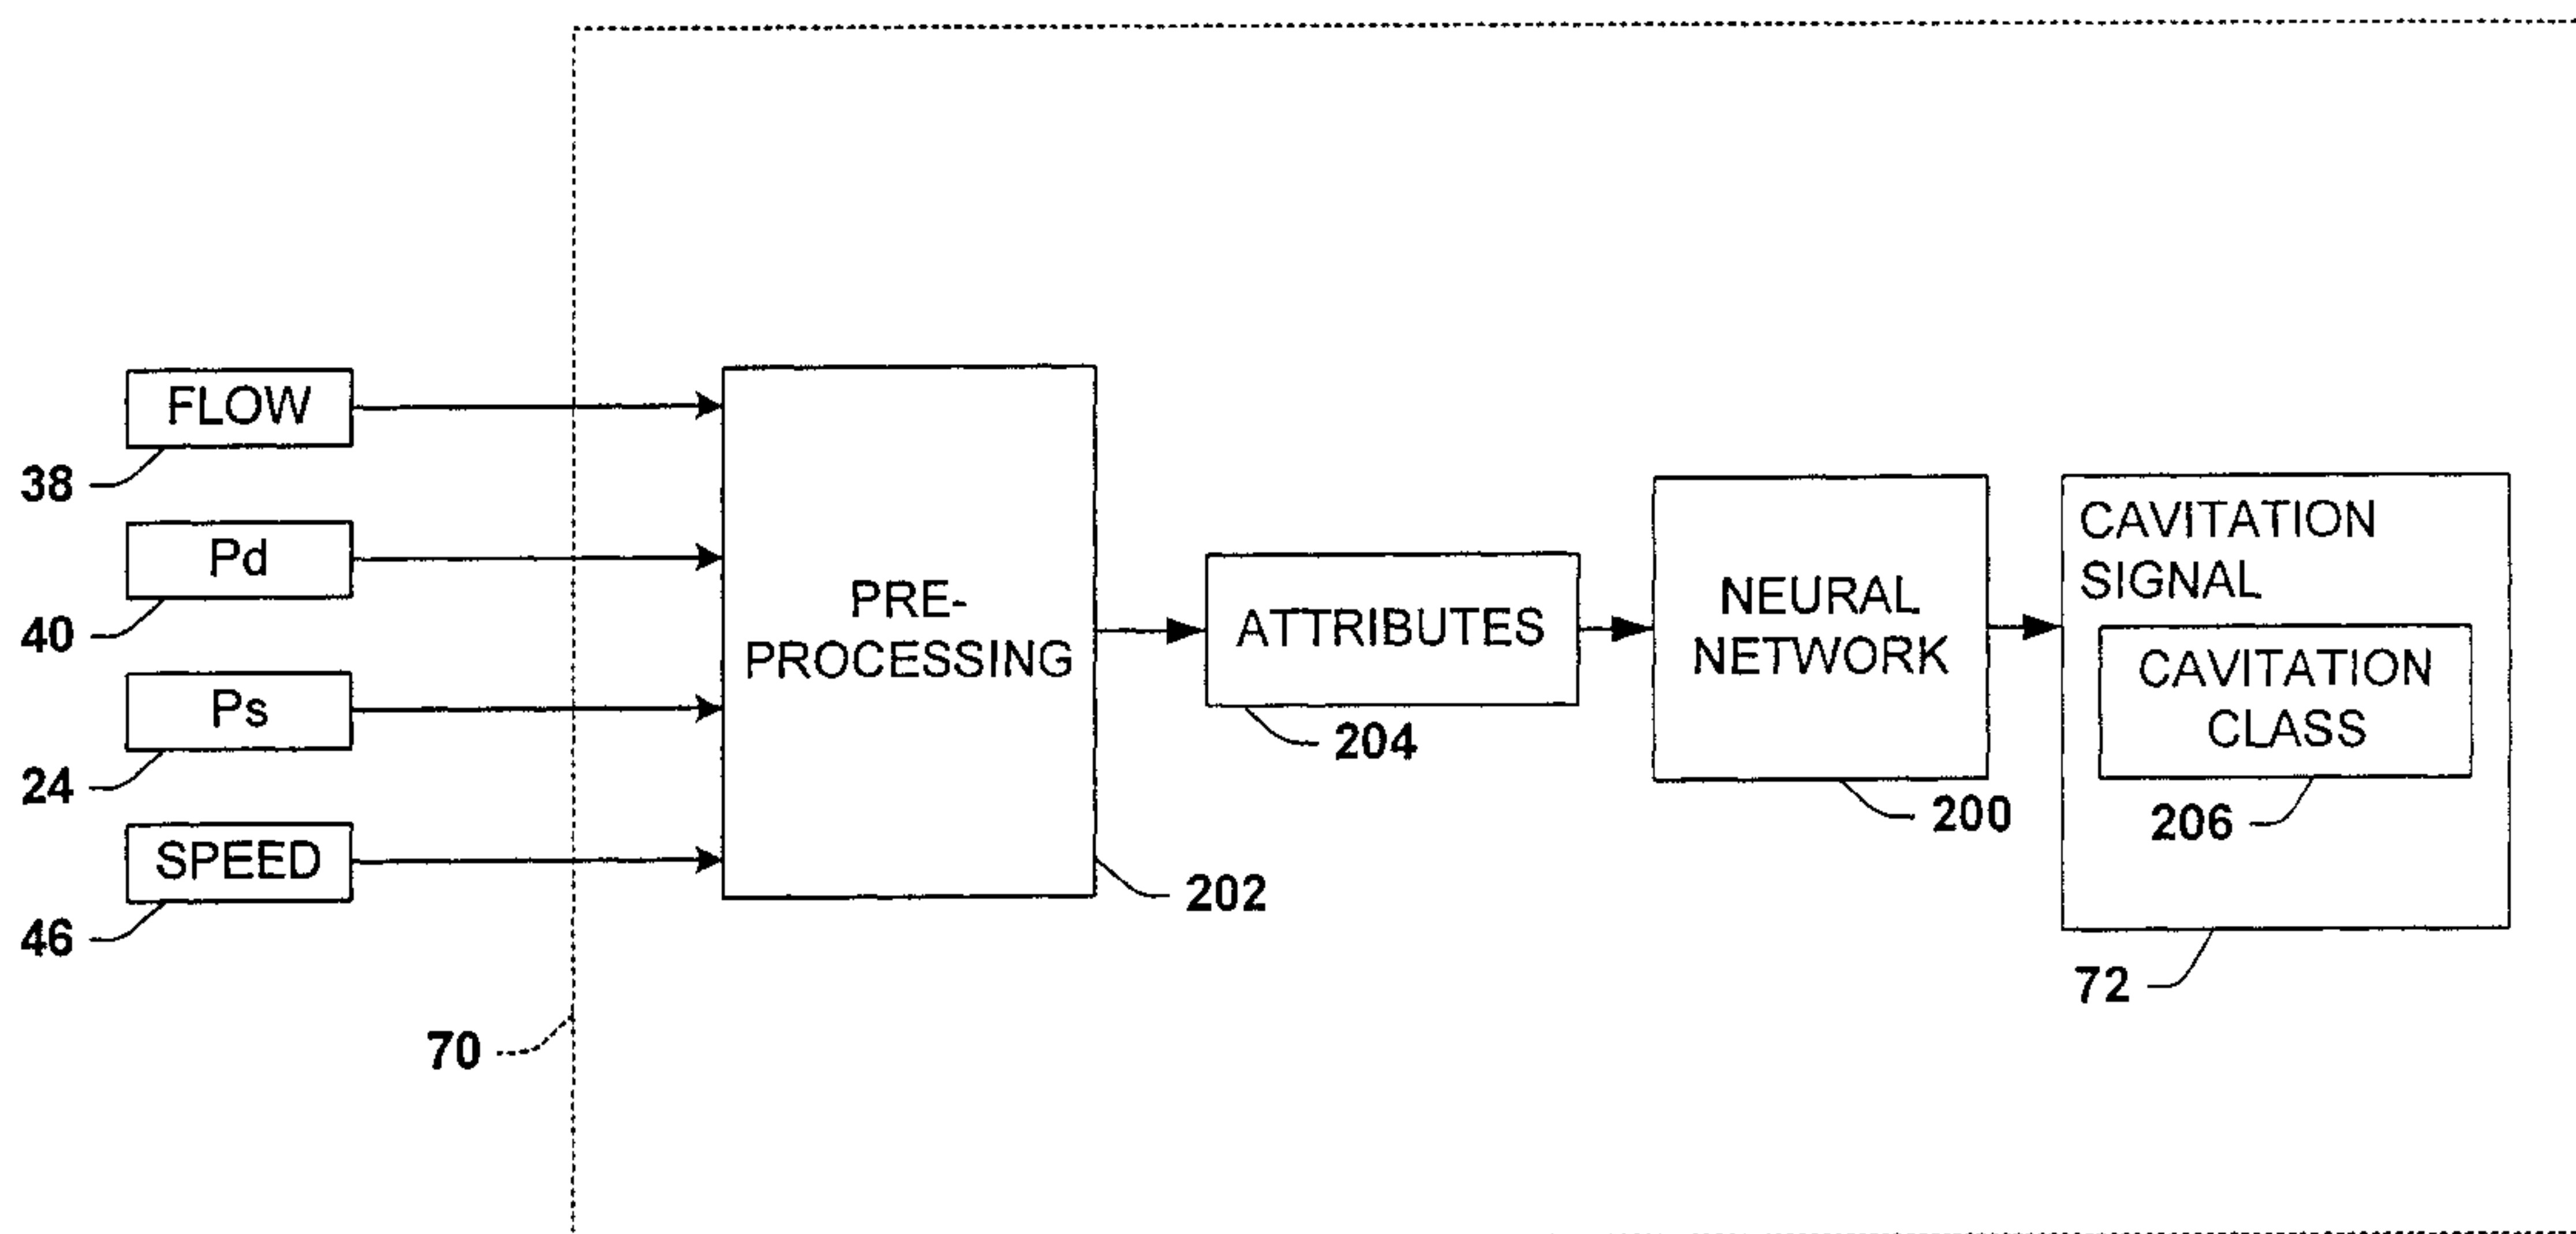 FLOW
38
Pd
40
Ps
24
SPEED
46
70
PRE-
PROCESSING
202
ATTRIBUTES
204
NEURAL
NETWORK
200
CAVITATION
SIGNAL
CAVITATION
CLASS
206
72